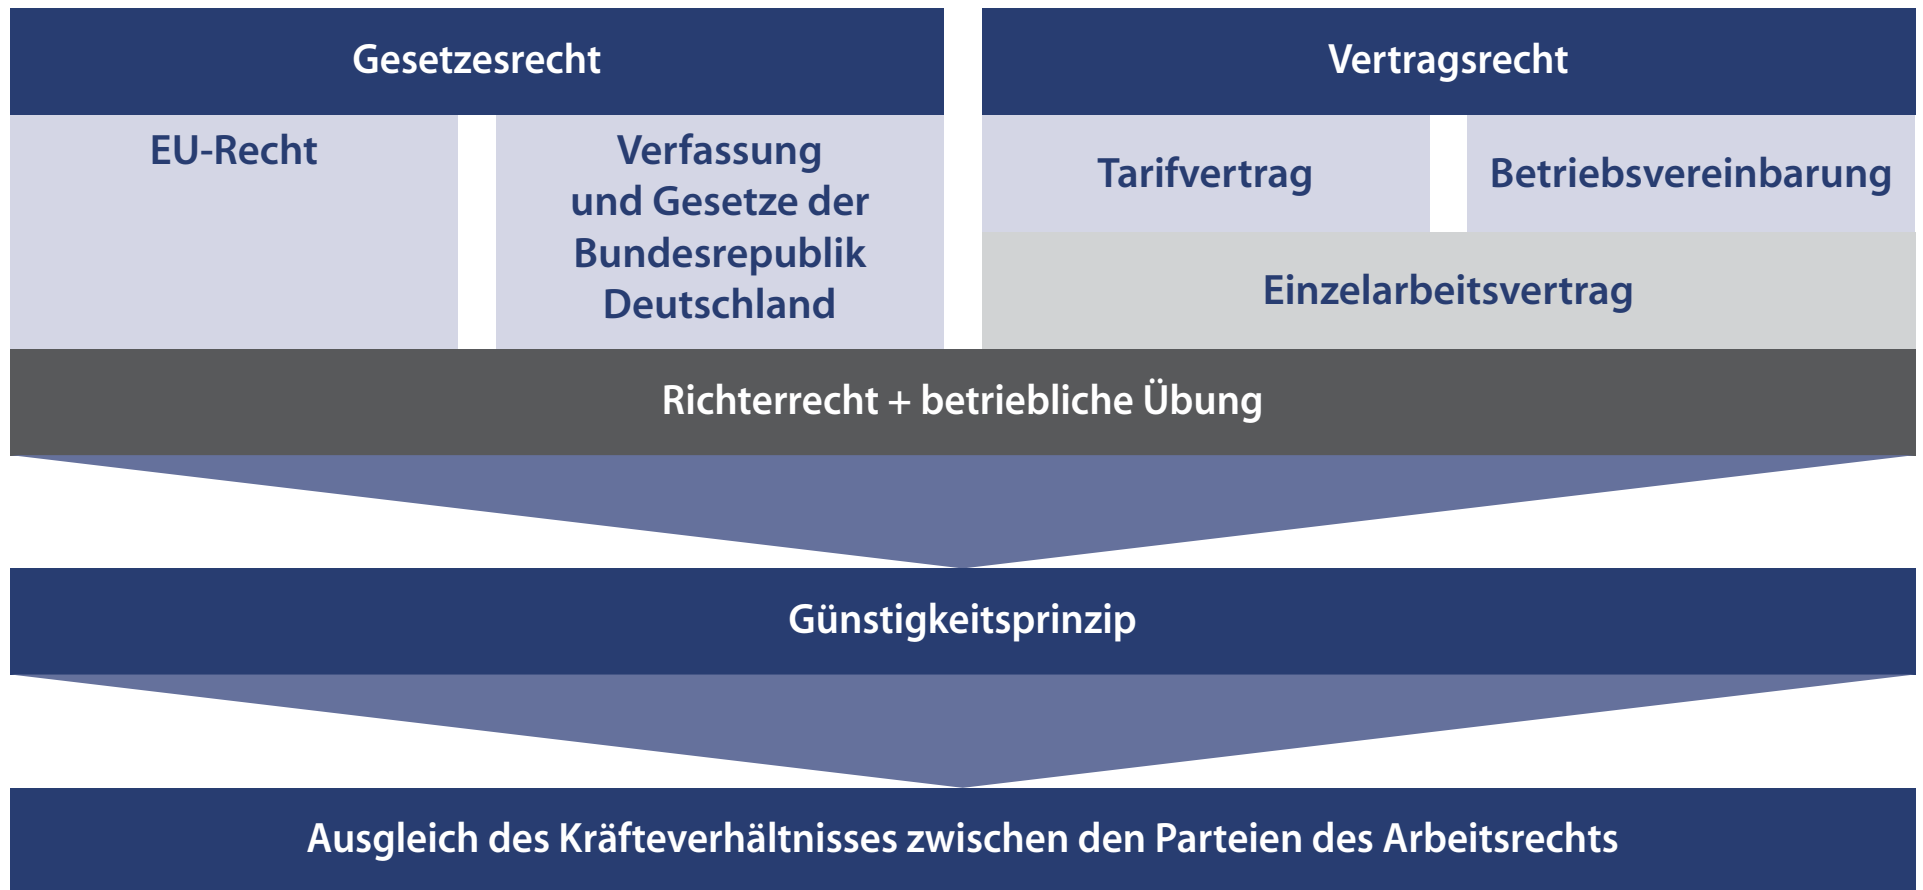 Gesetzesrecht
Vertragsrecht
EU-Recht
Verfassung
und Gesetze der
Bundesrepublik
Deutschland
Tarifvertrag
Betriebsvereinbarung
Einzelarbeitsvertrag
Richterrecht + betriebliche Übung
Günstigkeitsprinzip
Ausgleich des Kräfteverhältnisses zwischen den Parteien des Arbeitsrechts